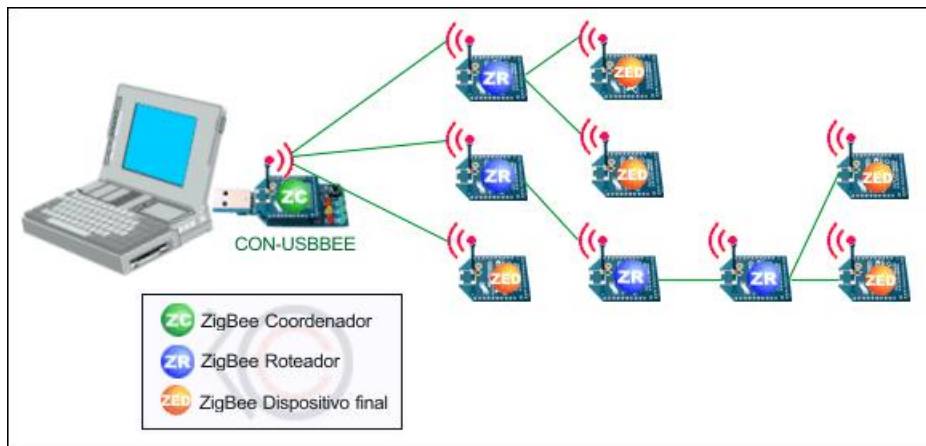 ZR
ZED
ZR
ZED
ZED
ZC
CON-USBBEE
ZED
ZR
ZR
ZED
ZC ZigBee Coordenador
ZR ZigBee Roteador
ZED ZigBee Dispositivo final